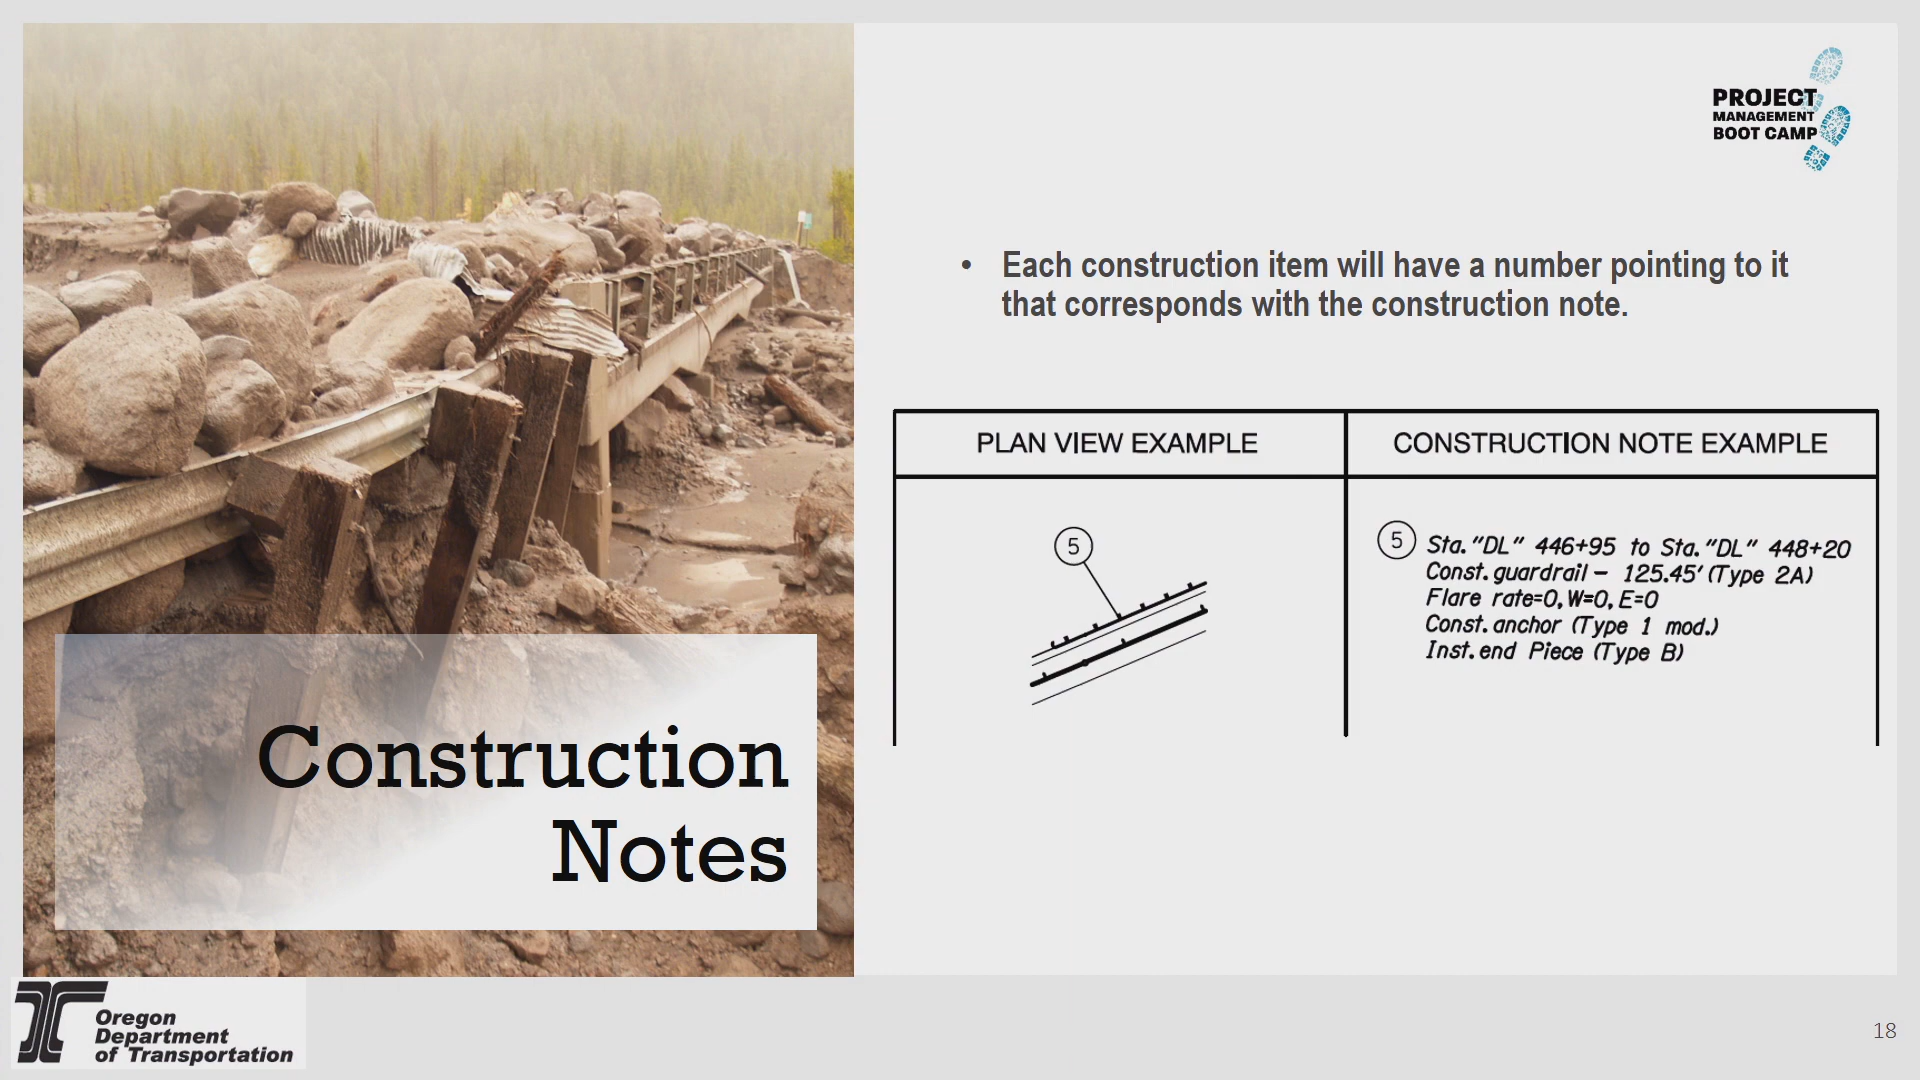 PROJECT
MANAGEMENT
BOOT CAMP
• Each construction item will have a number pointing to it
that corresponds with the construction note.
PLAN VIEW EXAMPLE
CONSTRUCTION NOTE EXAMPLE
5
5 Sta. "DL" 446+95 to Sta. "DL" 448+20
Const. guardrail – 125.45' (Type 2A)
Flare rate=0, W=0, E=0
Const. anchor (Type 1 mod.)
Inst. end Piece (Type B)
Construction
Notes
Oregon
Department
of Transportation
18